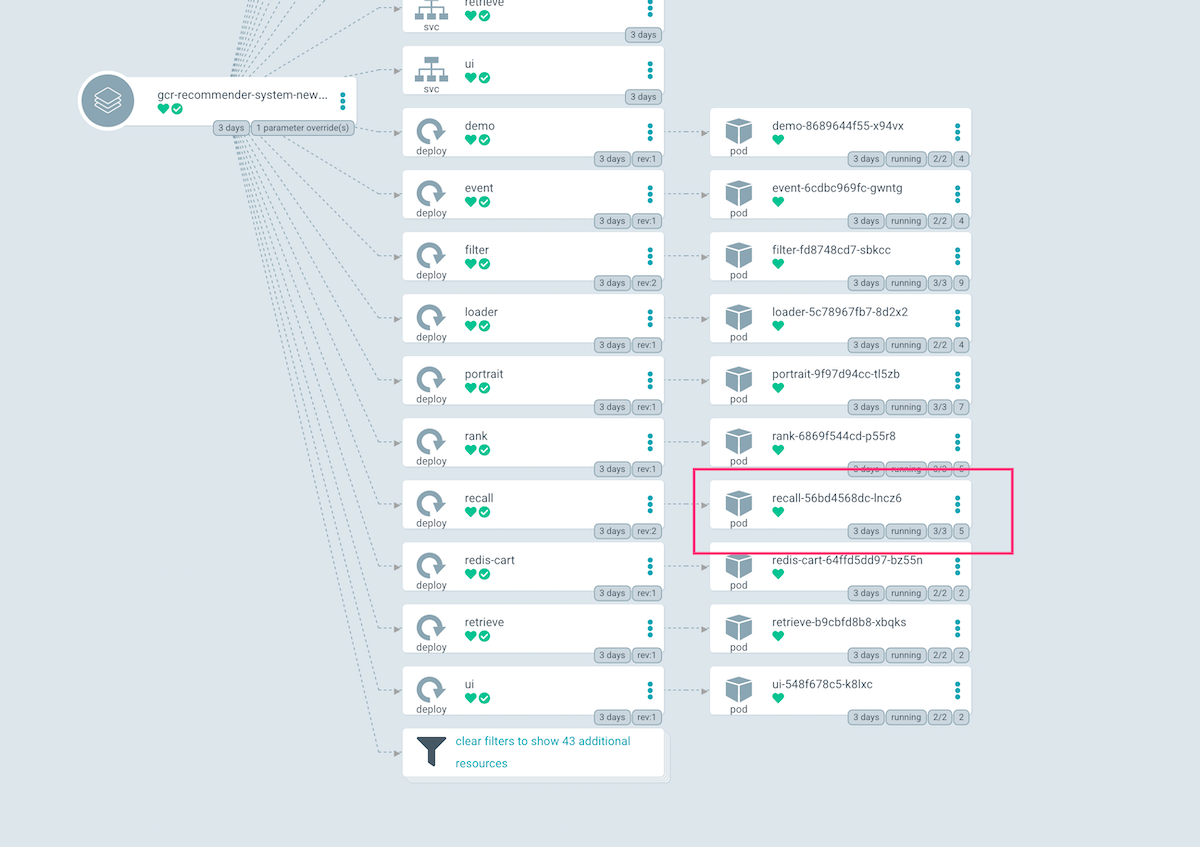 retrieve
svc
3 days
ui
svc
3 days
gcr-recommender-system-new...
3 days 1 parameter override(s)
demo
deploy
3 days rev:1
demo-8689644f55-x94vx
pod
3 days running 2/2 4
event
deploy
3 days rev:1
event-6cdbc969fc-gwntg
pod
3 days running 2/2 4
filter
deploy
3 days rev:2
filter-fd8748cd7-sbkcc
pod
3 days running 3/3 9
loader
deploy
3 days rev:1
loader-5c78967fb7-8d2x2
pod
3 days running 2/2 4
portrait
deploy
3 days rev:1
portrait-9f97d94cc-tl5zb
pod
3 days running 3/3 7
rank
deploy
3 days rev:1
rank-6869f544cd-p55r8
pod
3 days running 3/3 5
recall
deploy
3 days rev:2
recall-56bd4568dc-lncz6
pod
3 days running 3/3 5
redis-cart
deploy
3 days rev:1
redis-cart-64ffd5dd97-bz55n
pod
3 days running 2/2 2
retrieve
deploy
3 days rev:1
retrieve-b9cbfd8b8-xbqks
pod
3 days running 2/2 2
ui
deploy
3 days rev:1
ui-548f678c5-k8lxc
pod
3 days running 2/2 2
clear filters to show 43 additional
resources